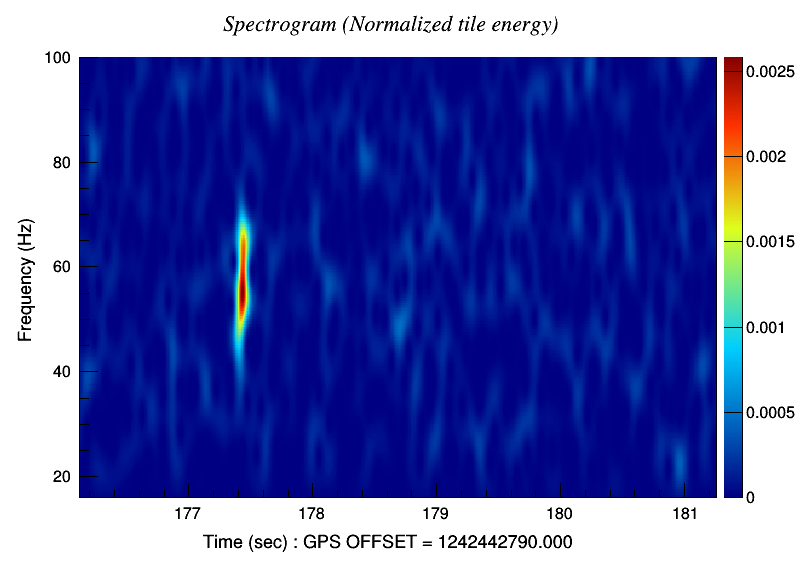 Spectrogram (Normalized tile energy)
100
80
60
40
20
Frequency (Hz)
177 178 179 180 181
Time (sec) : GPS OFFSET = 1242442790.000
0.0025
0.002
0.0015
0.001
0.0005
0